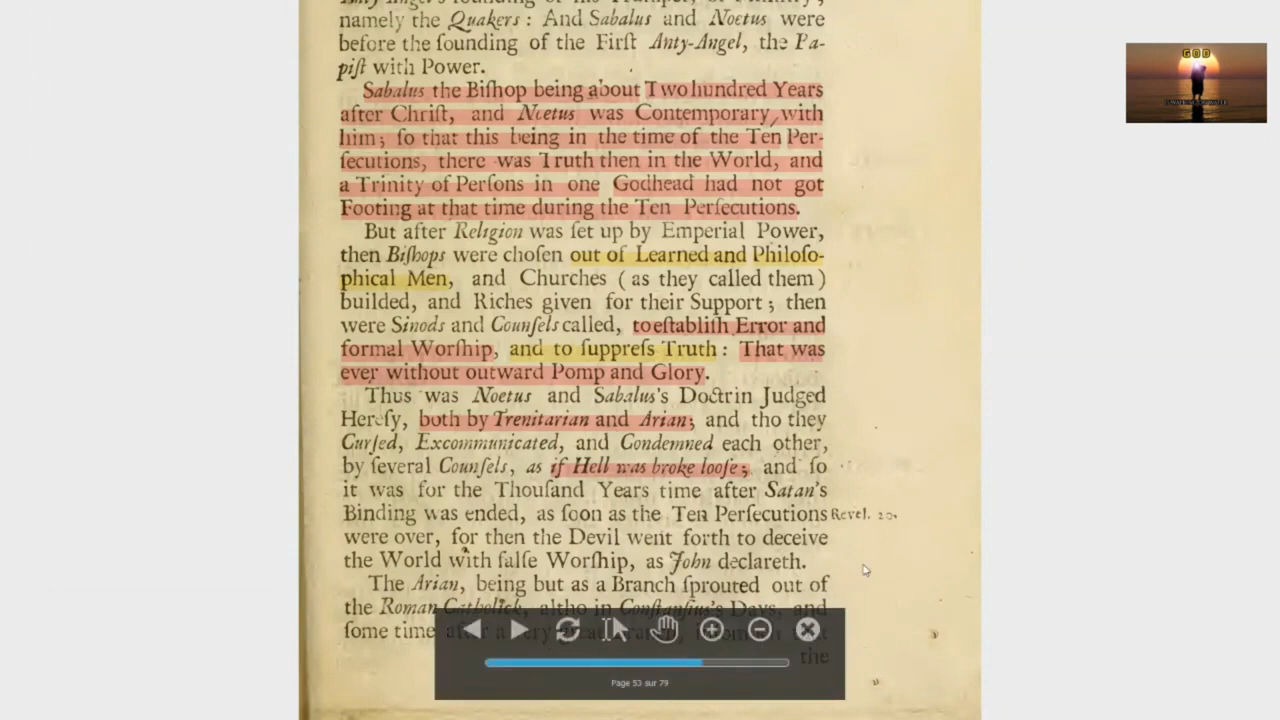 namely the Quakers : And Sabalus and Noetus were
before the ſounding of the Firſt Anty-Angel, the Pa-
piſt with Power.
Sabalus the Biſhop being about Two hundred Years
after Chriſt, and Noetus was Contemporary with
him; ſo that this being in the time of the Ten Per-
ſecutions, there was Truth then in the World, and
a Trinity of Perſons in one Godhead had not got
Footing at that time during the Ten Perſecutions.
But after Religion was ſet up by Emperial Power,
then Biſhops were choſen out of Learned and Philoſo-
phical Men, and Churches ( as they called them )
builded, and Riches given for their Support ; then
were Sinods and Counſels called, to eſtabliſh Error and
formal Worſhip, and to ſuppreſs Truth : That was
ever without outward Pomp and Glory.
Thus was Noetus and Sabalus's Doctrin Judged
Hereſy, both by Trenitarian and Arian; and tho they
Curſed, Excommunicated, and Condemned each other,
by ſeveral Counſels, as if Hell was broke looſe; and ſo
it was for the Thouſand Years time after Satan's
Binding was ended, as ſoon as the Ten Perſecutions Revel. 20.
were over, for then the Devil went forth to deceive
the World with falſe Worſhip, as John declareth.
The Arian, being but as a Branch ſprouted out of
the Roman Catholick, altho in Conſtanſius's Days, and
ſome time after a very great
the
Page 53 sur 79
GOD